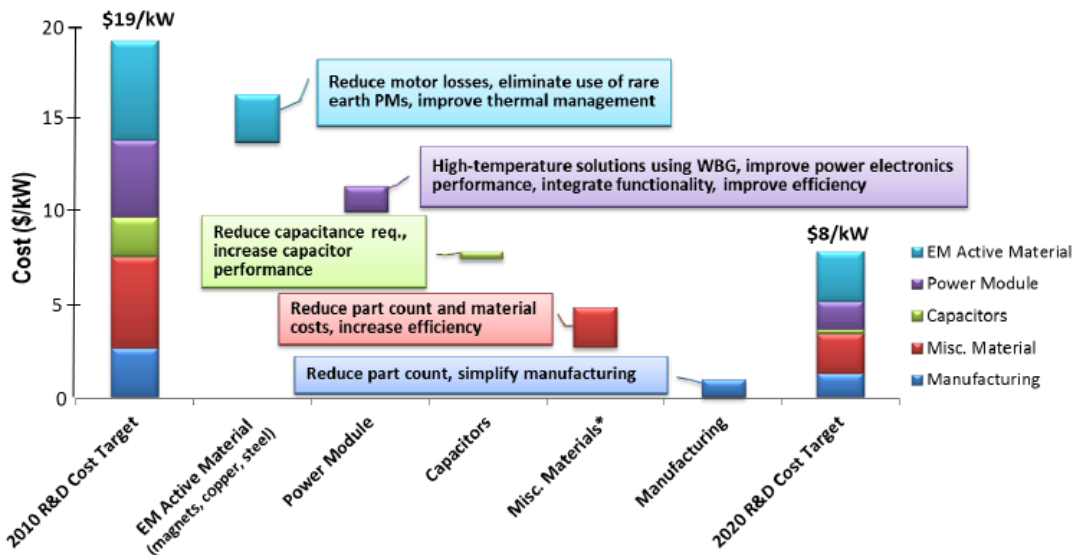 $19/kW
20
15
10
5
0
Cost ($/kW)
Reduce motor losses, eliminate use of rare
earth PMs, improve thermal management
High-temperature solutions using WBG, improve power electronics
performance, integrate functionality, improve efficiency
Reduce capacitance req.,
increase capacitor
performance
Reduce part count and material
costs, increase efficiency
Reduce part count, simplify manufacturing
$8/kW
EM Active Material
Power Module
Capacitors
Misc. Material
Manufacturing
2010 R&D Cost Target
EM Active Material
(magnets, copper, steel)
Power Module
Capacitors
Misc. Materials*
Manufacturing
2020 R&D Cost Target